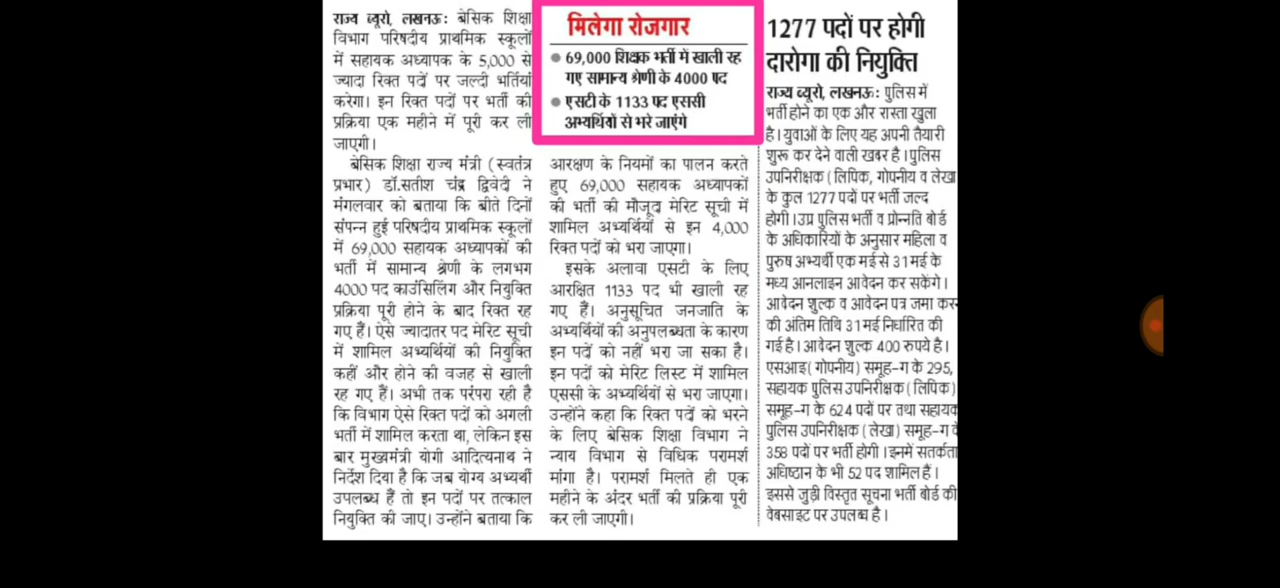 राज्य ब्यूरो, लखनऊ: बेसिक शिक्षा
विभाग परिषदीय प्राथमिक स्कूलों
में सहायक अध्यापक के 5,000 से
ज्यादा रिक्त पदों पर जल्दी भर्तियां
करेगा। इन रिक्त पदों पर भर्ती की
प्रक्रिया एक महीने में पूरी कर ली
जाएगी।
बेसिक शिक्षा राज्य मंत्री (स्वतंत्र
प्रभार) डॉ.सतीश चंद्र द्विवेदी ने
मंगलवार को बताया कि बीते दिनों
संपन्न हुई परिषदीय प्राथमिक स्कूलों
में 69,000 सहायक अध्यापकों की
भर्ती में सामान्य श्रेणी के लगभग
4000 पद काउंसिलिंग और नियुक्ति
प्रक्रिया पूरी होने के बाद रिक्त रह
गए हैं। ऐसे ज्यादातर पद मेरिट सूची
में शामिल अभ्यर्थियों की नियुक्ति
कहीं और होने की वजह से खाली
रह गए हैं। अभी तक परंपरा रही है
कि विभाग ऐसे रिक्त पदों को अगली
भर्ती में शामिल करता था, लेकिन इस
बार मुख्यमंत्री योगी आदित्यनाथ ने
निर्देश दिया है कि जब योग्य अभ्यर्थी
उपलब्ध हैं तो इन पदों पर तत्काल
नियुक्ति की जाए। उन्होंने बताया कि
मिलेगा रोजगार
● 69,000 शिक्षक भर्ती में खाली रह
गए सामान्य श्रेणी के 4000 पद
● एसटी के 1133 पद एससी
अभ्यर्थियों से भरे जाएंगे
आरक्षण के नियमों का पालन करते
हुए 69,000 सहायक अध्यापकों
की भर्ती की मौजूदा मेरिट सूची में
शामिल अभ्यर्थियों से इन 4,000
रिक्त पदों को भरा जाएगा।
इसके अलावा एसटी के लिए
आरक्षित 1133 पद भी खाली रह
गए हैं। अनुसूचित जनजाति के
अभ्यर्थियों की अनुपलब्धता के कारण
इन पदों को नहीं भरा जा सका है।
इन पदों को मेरिट लिस्ट में शामिल
एससी के अभ्यर्थियों से भरा जाएगा।
उन्होंने कहा कि रिक्त पदों को भरने
के लिए बेसिक शिक्षा विभाग ने
न्याय विभाग से विधिक परामर्श
मांगा है। परामर्श मिलते ही एक
महीने के अंदर भर्ती की प्रक्रिया पूरी
कर ली जाएगी।
1277 पदों पर होगी
दारोगा की नियुक्ति
राज्य ब्यूरो, लखनऊ: पुलिस में
भर्ती होने का एक और रास्ता खुला
है। युवाओं के लिए यह अपनी तैयारी
शुरू कर देने वाली खबर है। पुलिस
उपनिरीक्षक (लिपिक, गोपनीय व लेखा
के कुल 1277 पदों पर भर्ती जल्द
होगी। उप्र पुलिस भर्ती व प्रोन्नति बोर्ड
के अधिकारियों के अनुसार महिला व
पुरुष अभ्यर्थी एक मई से 31 मई के
मध्य आनलाइन आवेदन कर सकेंगे।
आवेदन शुल्क व आवेदन पत्र जमा कर
की अंतिम तिथि 31 मई निर्धारित की
गई है। आवेदन शुल्क 400 रुपये है।
एसआइ (गोपनीय) समूह-ग के 295,
सहायक पुलिस उपनिरीक्षक (लिपिक)
समूह-ग के 624 पदों पर तथा सहायक
पुलिस उपनिरीक्षक (लेखा) समूह-ग के
358 पदों पर भर्ती होगी। इनमें सतर्कता
अधिष्ठान के भी 52 पद शामिल हैं।
इससे जुड़ी विस्तृत सूचना भर्ती बोर्ड की
वेबसाइट पर उपलब्ध है।